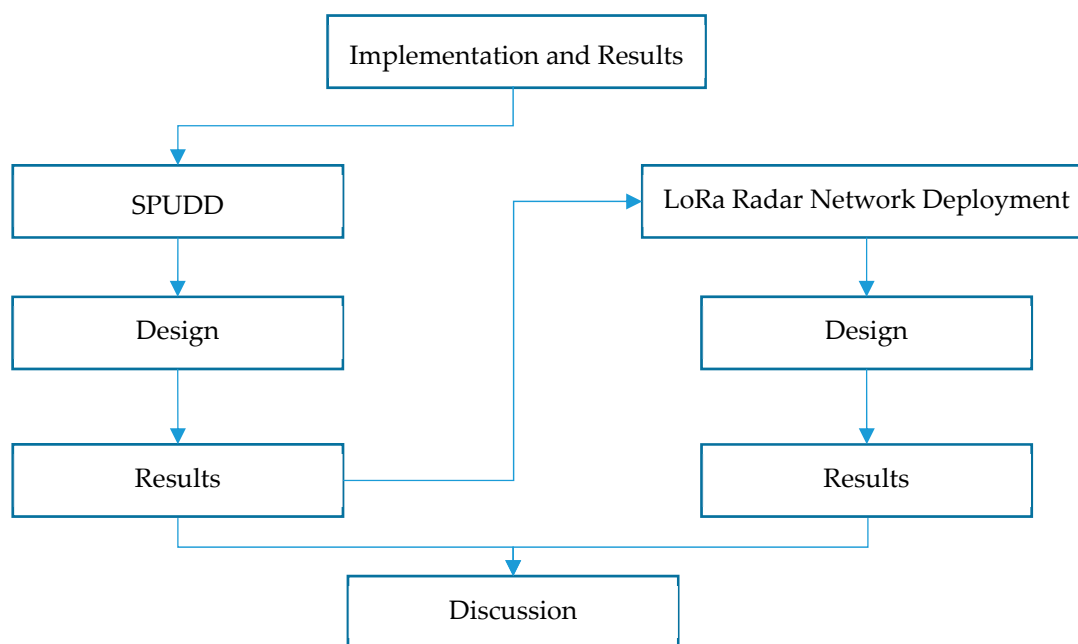 Implementation and Results
SPUDD
LoRa Radar Network Deployment
Design
Design
Results
Results
Discussion